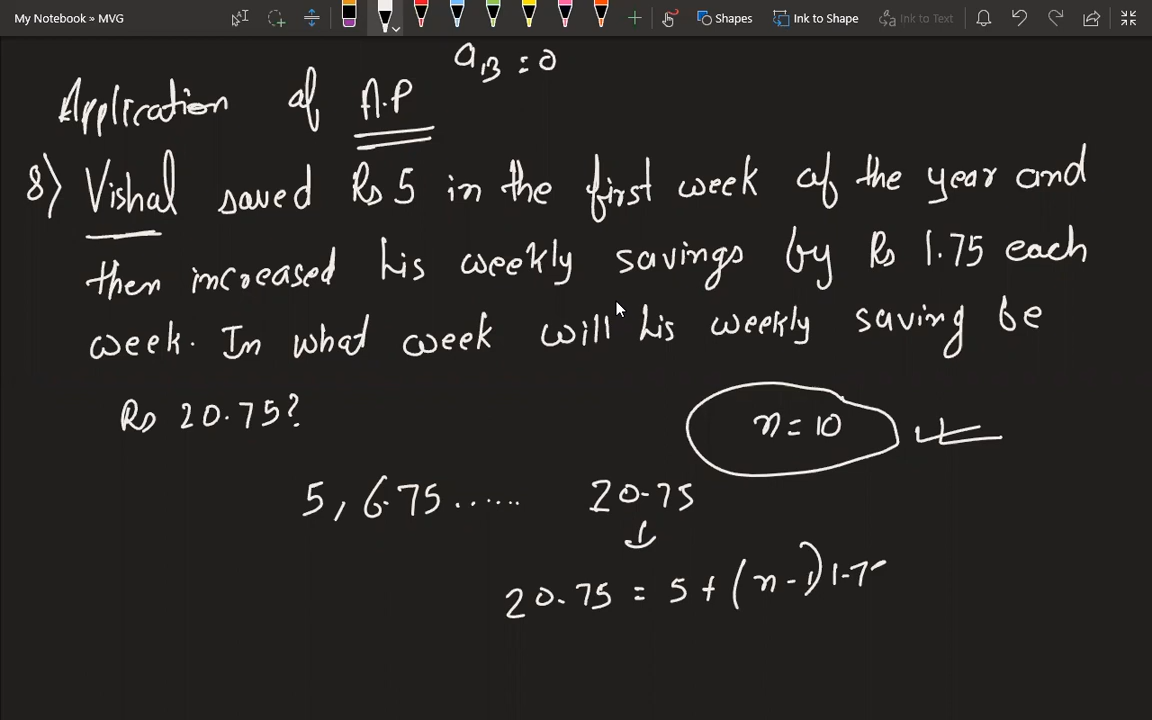 My Notebook » MVG
Shapes
Ink to Shape
Ink to Text
a13 = 0
Application of A.P
8) Vishal saved Rs 5 in the first week of the year and
then increased his weekly savings by Rs 1.75 each
week. In what week will his weekly saving be
Rs 20.75?
n = 10
5, 6.75 ...... 20.75
20.75 = 5 + (n-1) 1.75